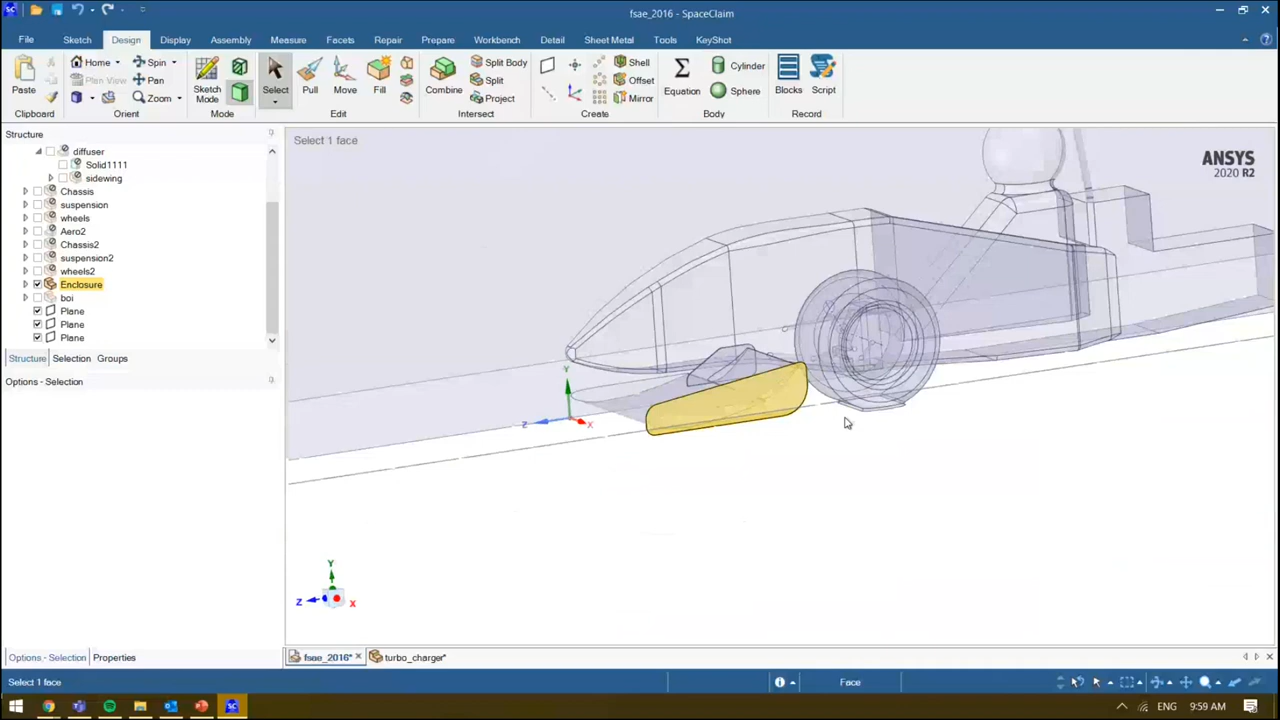 fsae_2016 - SpaceClaim
File Sketch Design Display Assembly Measure Facets Repair Prepare Workbench Detail Sheet Metal Tools KeyShot
Paste
Home
Plan View
Spin
Pan
Zoom
Sketch Mode
Select
Pull
Move
Fill
Combine
Split Body
Split
Project
Shell
Offset
Mirror
Equation
Cylinder
Sphere
Blocks
Script
Clipboard Orient Mode Edit Intersect Create Body Record
Structure
diffuser
Solid1111
sidewing
Chassis
suspension
wheels
Aero2
Chassis2
suspension2
wheels2
Enclosure
boi
Plane
Plane
Plane
Structure Selection Groups
Options - Selection
Options - Selection Properties
Select 1 face
ANSYS
2020 R2
Y
Z
X
Y
Z
X
fsae_2016* turbo_charger*
Select 1 face
Face
ENG 9:59 AM